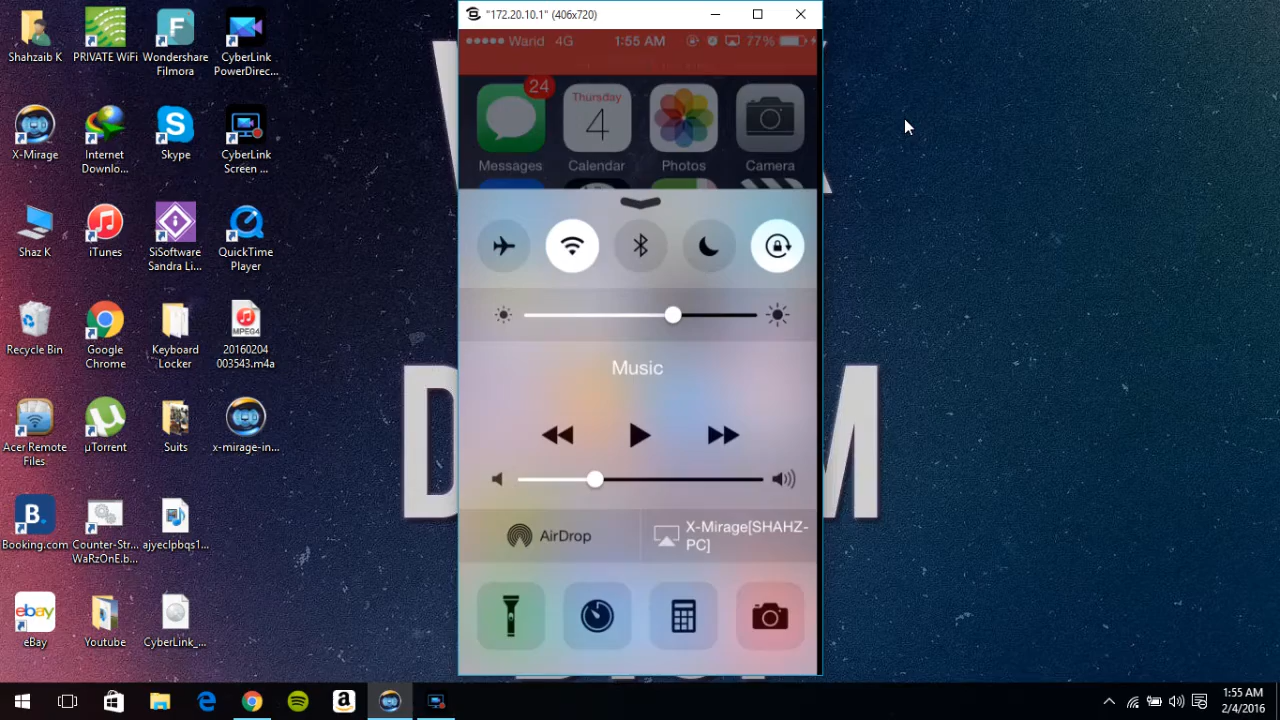 "172.20.10.1" (406x720)
Warid 4G
1:55 AM
77%
24
Thursday
4
Messages
Calendar
Photos
Camera
Music
AirDrop
X-Mirage[SHAHZ-
PC]
Shahzaib K
PRIVATE WiFi
Wondershare
Filmora
CyberLink
PowerDirec...
X-Mirage
Internet
Downlo...
Skype
CyberLink
Screen ...
Shaz K
iTunes
SiSoftware
Sandra Li...
QuickTime
Player
Recycle Bin
Google
Chrome
Keyboard
Locker
MPEG4
20160204
003543.m4a
Acer Remote
Files
µTorrent
Suits
x-mirage-in...
B.
Booking.com
Counter-Str...
WaRzOnE.b...
ajyeclpbqs1...
ebay
eBay
Youtube
CyberLink_...
1:55 AM
2/4/2016